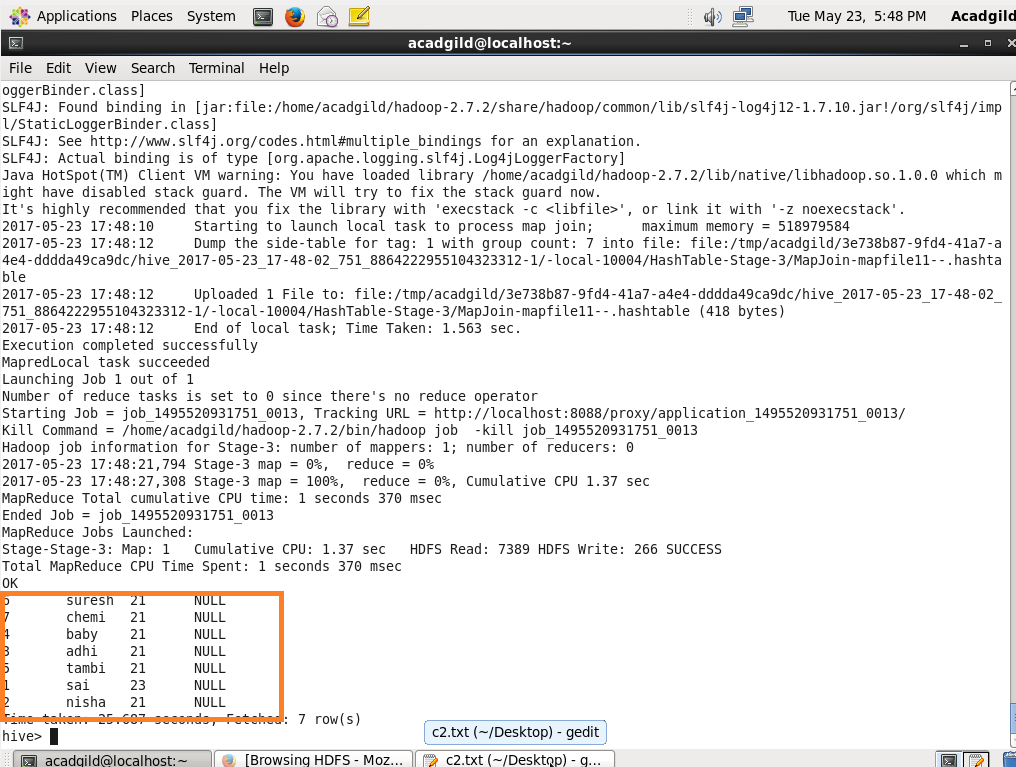 Applications Places System Tue May 23, 5:48 PM Acadgild
acadgild@localhost:~
File Edit View Search Terminal Help
oggerBinder.class]
SLF4J: Found binding in [jar:file:/home/acadgild/hadoop-2.7.2/share/hadoop/common/lib/slf4j-log4j12-1.7.10.jar!/org/slf4j/imp
l/StaticLoggerBinder.class]
SLF4J: See http://www.slf4j.org/codes.html#multiple_bindings for an explanation.
SLF4J: Actual binding is of type [org.apache.logging.slf4j.Log4jLoggerFactory]
Java HotSpot(TM) Client VM warning: You have loaded library /home/acadgild/hadoop-2.7.2/lib/native/libhadoop.so.1.0.0 which m
ight have disabled stack guard. The VM will try to fix the stack guard now.
It's highly recommended that you fix the library with 'execstack -c <libfile>', or link it with '-z noexecstack'.
2017-05-23 17:48:10 Starting to launch local task to process map join; maximum memory = 518979584
2017-05-23 17:48:12 Dump the side-table for tag: 1 with group count: 7 into file: file:/tmp/acadgild/3e738b87-9fd4-41a7-a
4e4-dddda49ca9dc/hive_2017-05-23_17-48-02_751_8864222955104323312-1/-local-10004/HashTable-Stage-3/MapJoin-mapfile11--.hashta
ble
2017-05-23 17:48:12 Uploaded 1 File to: file:/tmp/acadgild/3e738b87-9fd4-41a7-a4e4-dddda49ca9dc/hive_2017-05-23_17-48-02_
751_8864222955104323312-1/-local-10004/HashTable-Stage-3/MapJoin-mapfile11--.hashtable (418 bytes)
2017-05-23 17:48:12 End of local task; Time Taken: 1.563 sec.
Execution completed successfully
MapredLocal task succeeded
Launching Job 1 out of 1
Number of reduce tasks is set to 0 since there's no reduce operator
Starting Job = job_1495520931751_0013, Tracking URL = http://localhost:8088/proxy/application_1495520931751_0013/
Kill Command = /home/acadgild/hadoop-2.7.2/bin/hadoop job -kill job_1495520931751_0013
Hadoop job information for Stage-3: number of mappers: 1; number of reducers: 0
2017-05-23 17:48:21,794 Stage-3 map = 0%, reduce = 0%
2017-05-23 17:48:27,308 Stage-3 map = 100%, reduce = 0%, Cumulative CPU 1.37 sec
MapReduce Total cumulative CPU time: 1 seconds 370 msec
Ended Job = job_1495520931751_0013
MapReduce Jobs Launched:
Stage-Stage-3: Map: 1 Cumulative CPU: 1.37 sec HDFS Read: 7389 HDFS Write: 266 SUCCESS
Total MapReduce CPU Time Spent: 1 seconds 370 msec
OK
6 suresh 21 NULL
7 chemi 21 NULL
4 baby 21 NULL
3 adhi 21 NULL
5 tambi 21 NULL
1 sai 23 NULL
2 nisha 21 NULL
Time taken: 25.687 seconds, Fetched: 7 row(s)
hive>
c2.txt (~/Desktop) - gedit
acadgild@localhost:~ [Browsing HDFS - Moz... c2.txt (~/Desktop) - g...